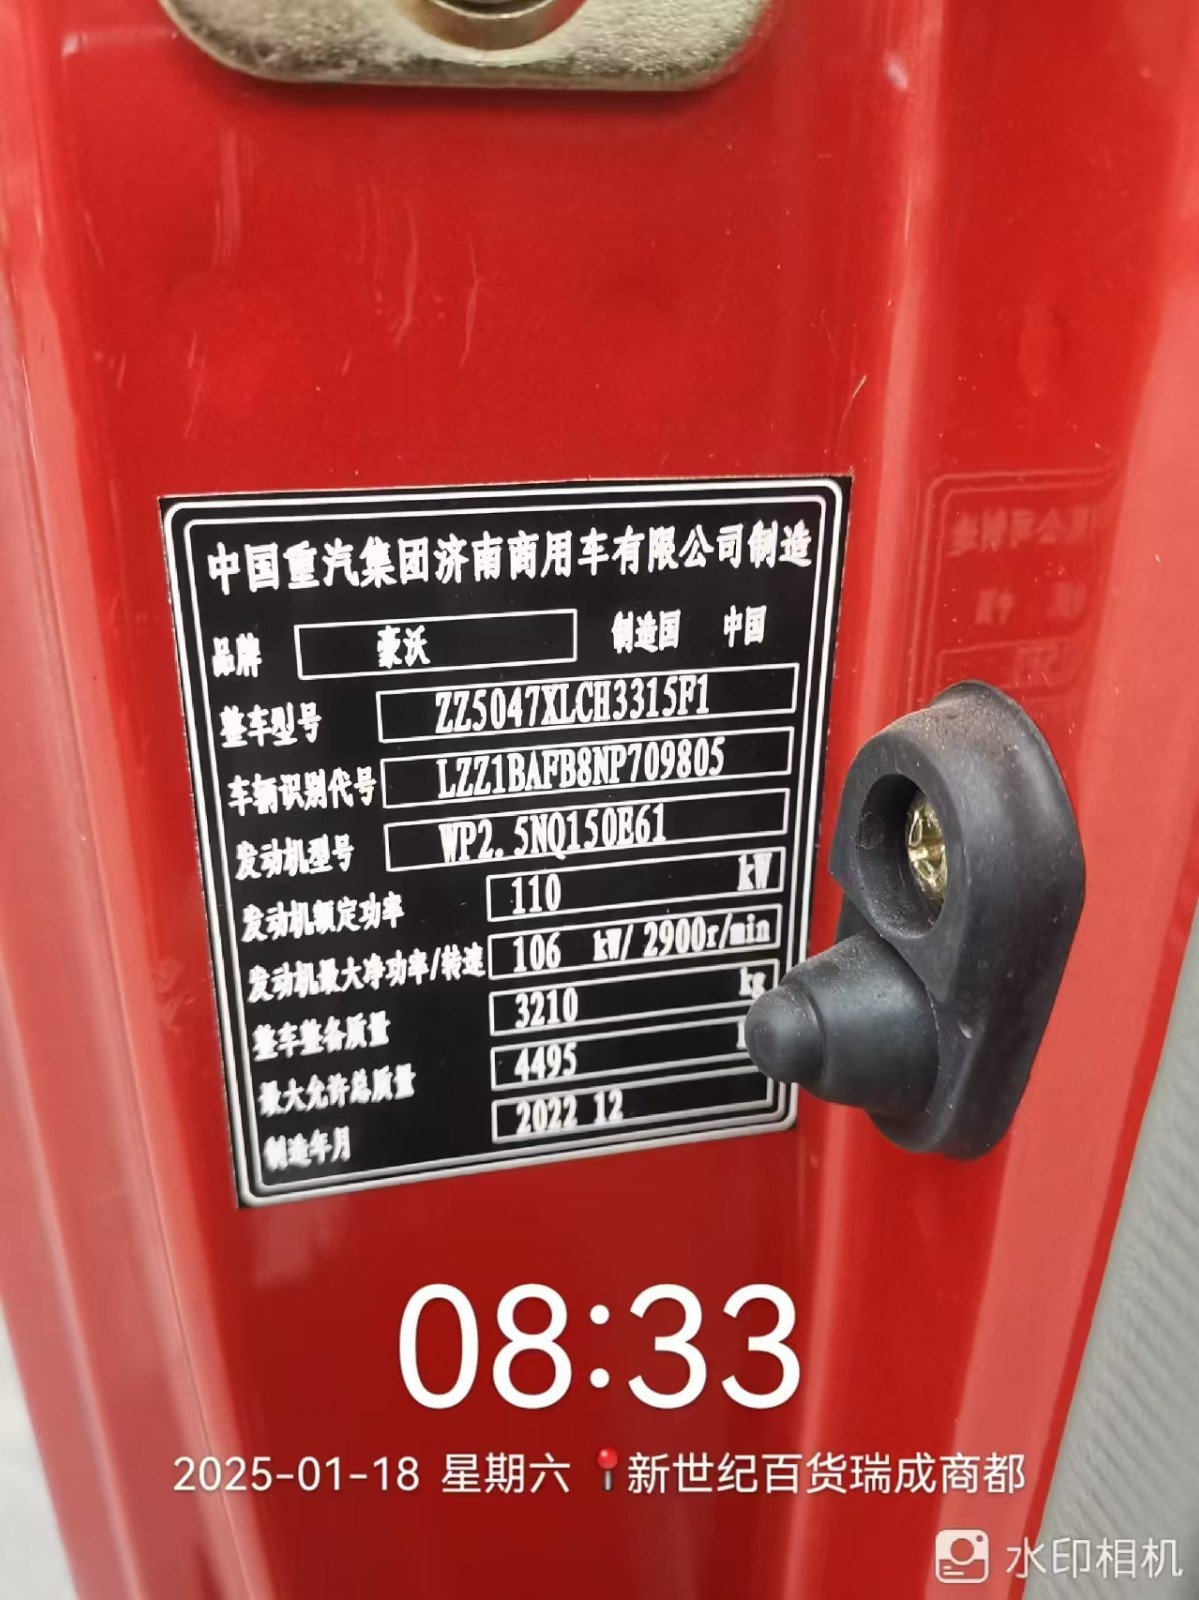 中国重汽集团济南商用车有限公司制造
品牌 豪沃 制造国 中国
整车型号 ZZ5047XLCH3315F1
车辆识别代号 LZZ1BAFB8NP709805
发动机型号 WP2.5NQ150E61
发动机额定功率 110 kW
发动机最大净功率/转速 106 kW/ 2900r/min
整车整备质量 3210 kg
最大允许总质量 4495
制造年月 2022 12
08:33
2025-01-18 星期六 新世纪百货瑞成商都
水印相机